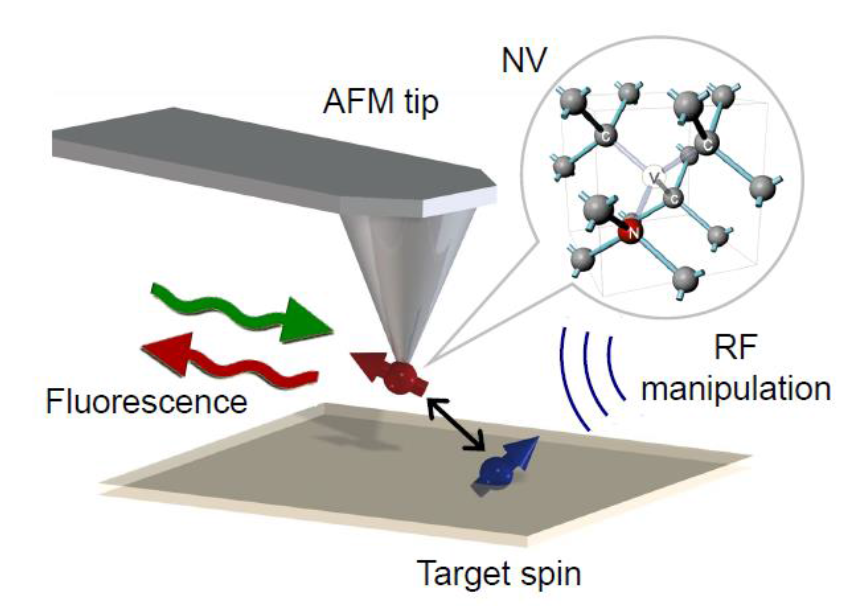 NV
AFM tip
C
C
V
C
N
RF
manipulation
Fluorescence
Target spin